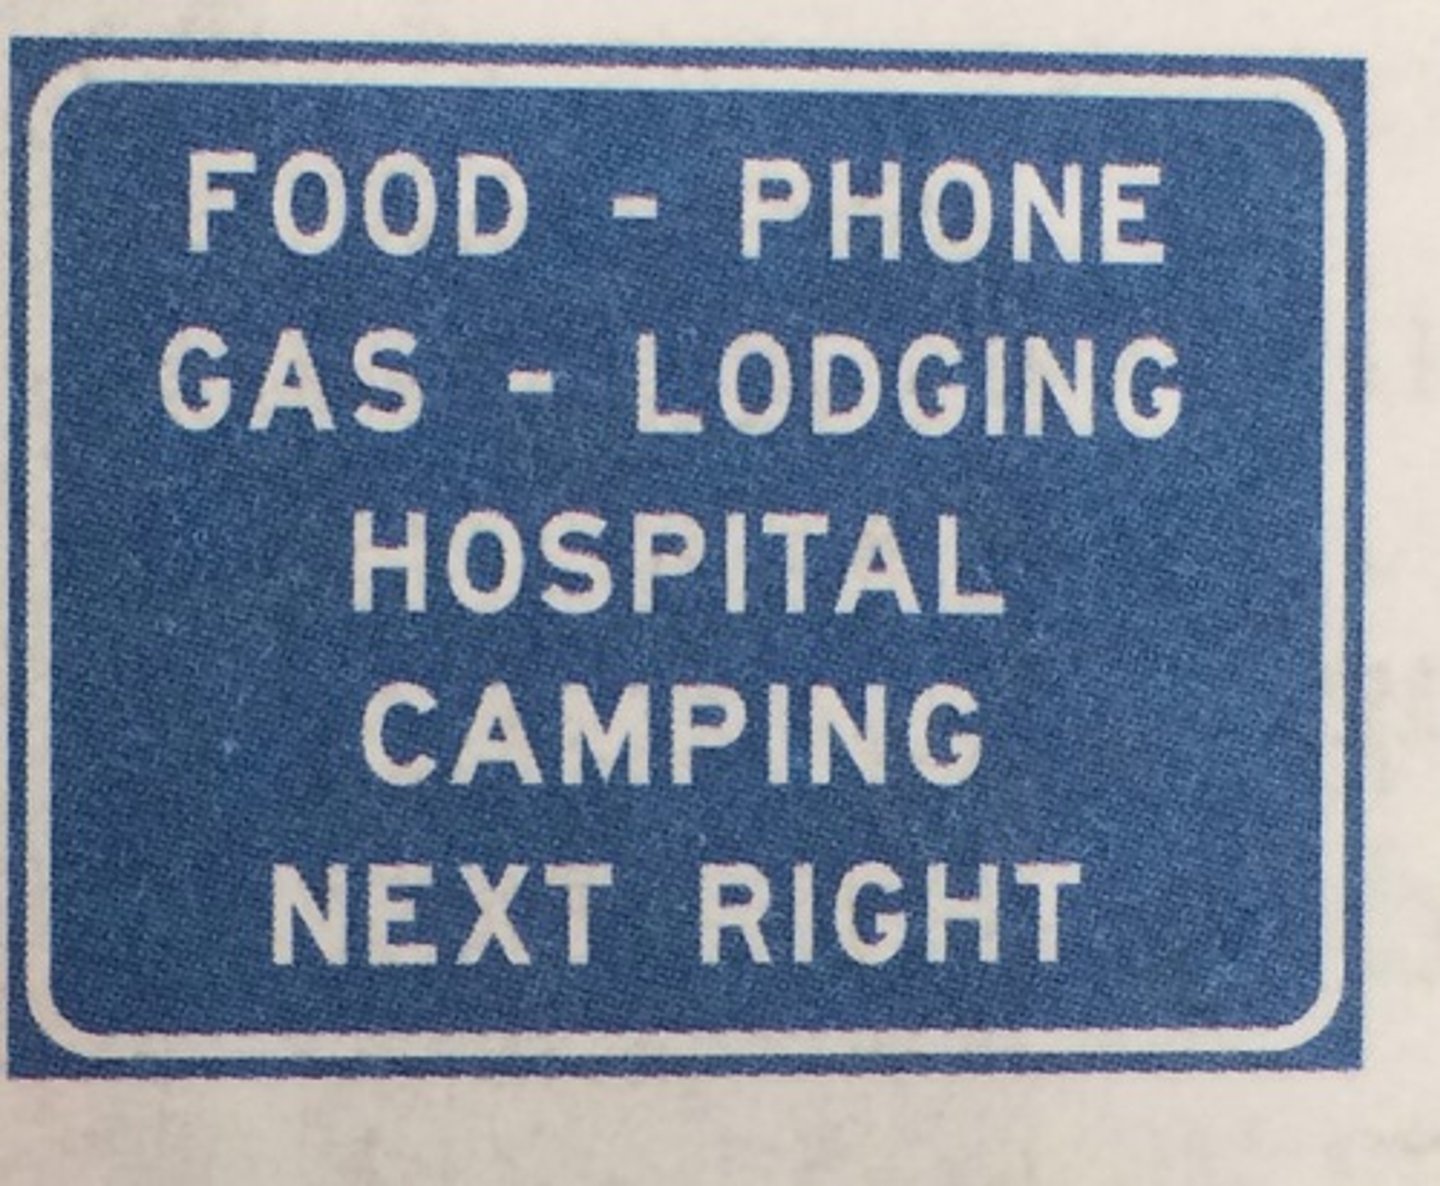 FOOD - PHONE
GAS - LODGING
HOSPITAL
CAMPING
NEXT RIGHT